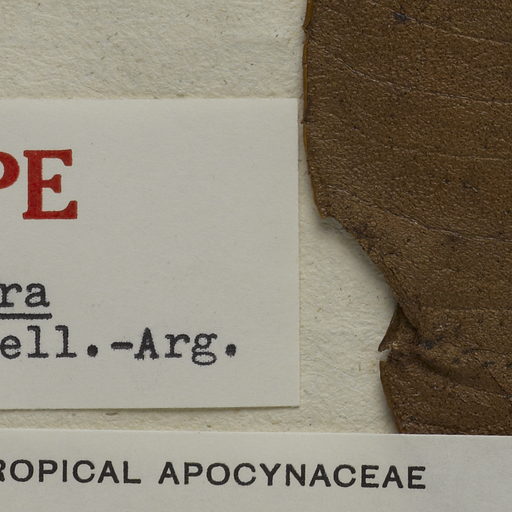 PE
ra
ell.-Arg.
ROPICAL APOCYNACEAE